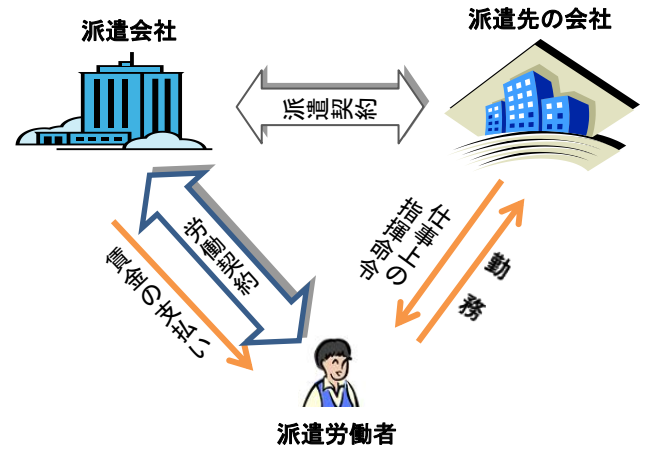 派遣会社
派遣先の会社
派遣契約
労働契約
賃金の支払い
仕事上の
指揮命令
勤務
派遣労働者